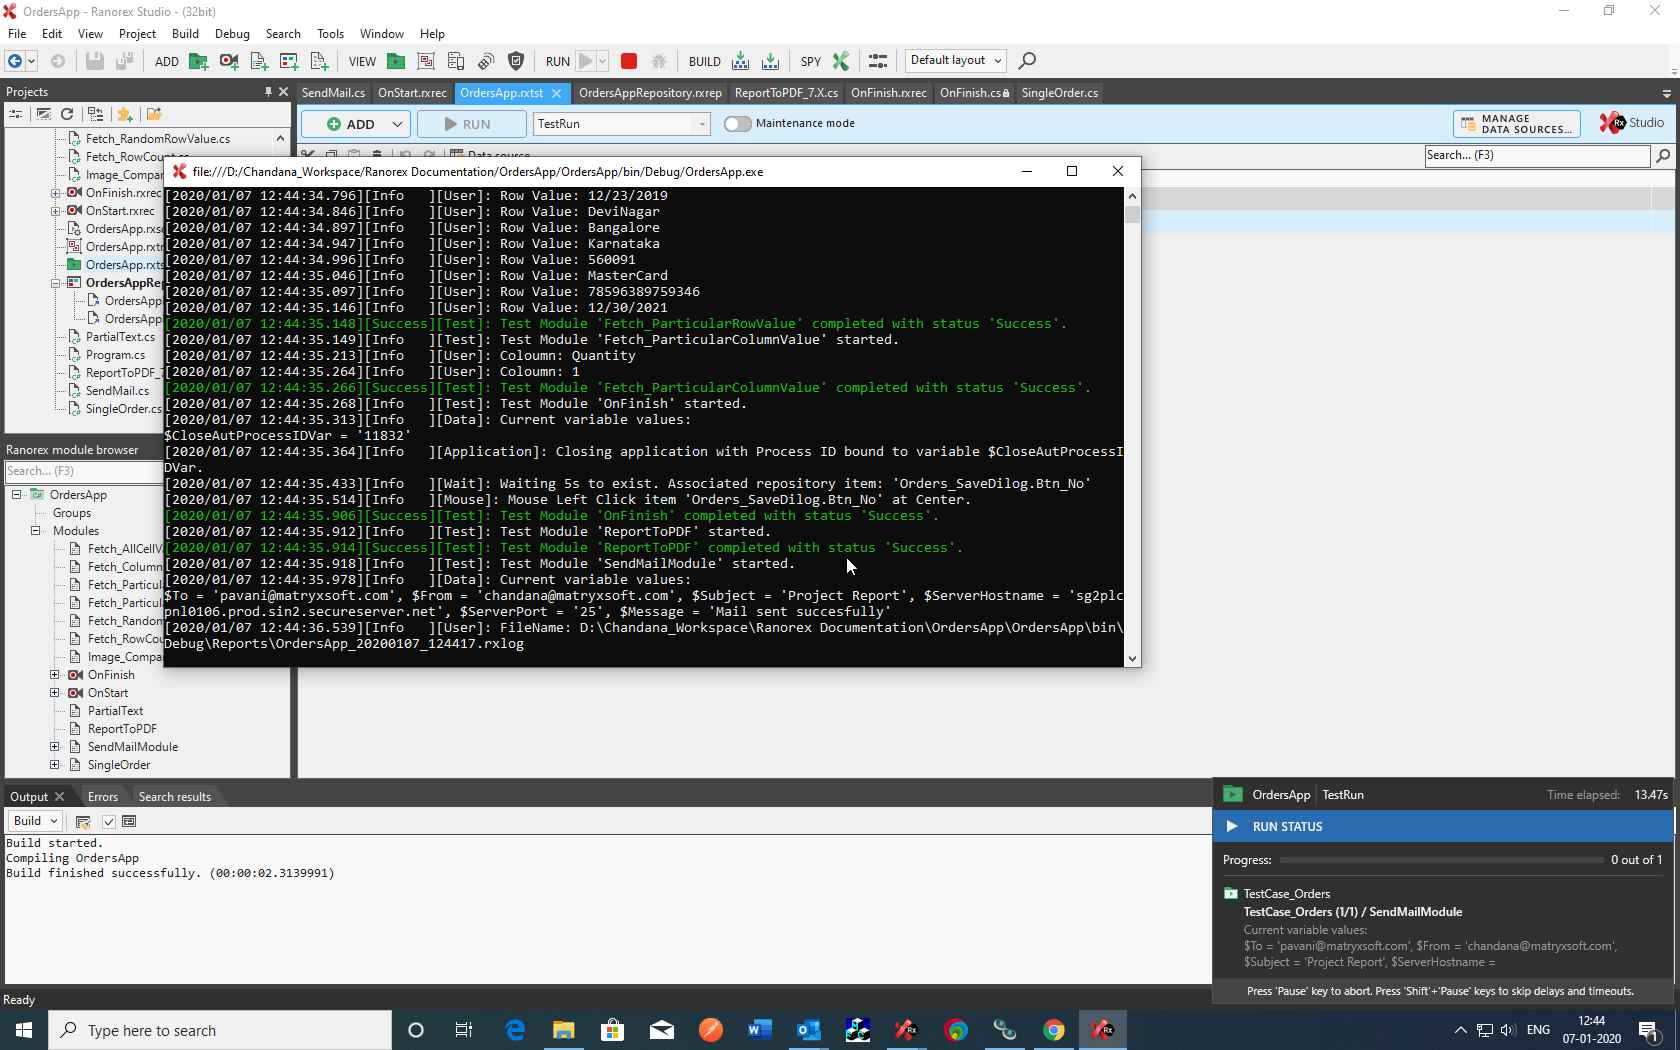 OrdersApp - Ranorex Studio - (32bit)
File Edit View Project Build Debug Search Tools Window Help
ADD VIEW RUN BUILD SPY Default layout
Projects
SendMail.cs OnStart.rxrec OrdersApp.rxtst OrdersAppRepository.rxrep ReportToPDF_7.X.cs OnFinish.rxrec OnFinish.cs SingleOrder.cs
ADD RUN TestRun Maintenance mode MANAGE DATA SOURCES... Rx Studio
Data source
Search... (F3)
Fetch_RandomRowValue.cs
Fetch_RowCount.cs
Image_Compa
OnFinish.rxrec
OnStart.rxrec
OrdersApp.rxs
OrdersApp.rxtr
OrdersApp.rxts
OrdersAppRep
OrdersApp
OrdersApp
PartialText.cs
Program.cs
ReportToPDF_7
SendMail.cs
SingleOrder.cs
Ranorex module browser
Search... (F3)
OrdersApp
Groups
Modules
Fetch_AllCellV
Fetch_Column
Fetch_Particul
Fetch_Particul
Fetch_Random
Fetch_RowCou
Image_Compa
OnFinish
OnStart
PartialText
ReportToPDF
SendMailModule
SingleOrder
file:///D:/Chandana_Workspace/Ranorex Documentation/OrdersApp/OrdersApp/bin/Debug/OrdersApp.exe
[2020/01/07 12:44:34.796][Info   ][User]: Row Value: 12/23/2019
[2020/01/07 12:44:34.846][Info   ][User]: Row Value: DeviNagar
[2020/01/07 12:44:34.897][Info   ][User]: Row Value: Bangalore
[2020/01/07 12:44:34.947][Info   ][User]: Row Value: Karnataka
[2020/01/07 12:44:34.996][Info   ][User]: Row Value: 560091
[2020/01/07 12:44:35.046][Info   ][User]: Row Value: MasterCard
[2020/01/07 12:44:35.097][Info   ][User]: Row Value: 78596389759346
[2020/01/07 12:44:35.146][Info   ][User]: Row Value: 12/30/2021
[2020/01/07 12:44:35.148][Success][Test]: Test Module 'Fetch_ParticularRowValue' completed with status 'Success'.
[2020/01/07 12:44:35.149][Info   ][Test]: Test Module 'Fetch_ParticularColumnValue' started.
[2020/01/07 12:44:35.213][Info   ][User]: Coloumn: Quantity
[2020/01/07 12:44:35.264][Info   ][User]: Coloumn: 1
[2020/01/07 12:44:35.266][Success][Test]: Test Module 'Fetch_ParticularColumnValue' completed with status 'Success'.
[2020/01/07 12:44:35.268][Info   ][Test]: Test Module 'OnFinish' started.
[2020/01/07 12:44:35.313][Info   ][Data]: Current variable values:
$CloseAutProcessIDVar = '11832'
[2020/01/07 12:44:35.364][Info   ][Application]: Closing application with Process ID bound to variable $CloseAutProcessI
DVar.
[2020/01/07 12:44:35.433][Info   ][Wait]: Waiting 5s to exist. Associated repository item: 'Orders_SaveDilog.Btn_No'
[2020/01/07 12:44:35.514][Info   ][Mouse]: Mouse Left Click item 'Orders_SaveDilog.Btn_No' at Center.
[2020/01/07 12:44:35.906][Success][Test]: Test Module 'OnFinish' completed with status 'Success'.
[2020/01/07 12:44:35.912][Info   ][Test]: Test Module 'ReportToPDF' started.
[2020/01/07 12:44:35.914][Success][Test]: Test Module 'ReportToPDF' completed with status 'Success'.
[2020/01/07 12:44:35.918][Info   ][Test]: Test Module 'SendMailModule' started.
[2020/01/07 12:44:35.978][Info   ][Data]: Current variable values:
$To = 'pavani@matryxsoft.com', $From = 'chandana@matryxsoft.com', $Subject = 'Project Report', $ServerHostname = 'sg2plc
pnl0106.prod.sin2.secureserver.net', $ServerPort = '25', $Message = 'Mail sent succesfully'
[2020/01/07 12:44:36.539][Info   ][User]: FileName: D:\Chandana_Workspace\Ranorex Documentation\OrdersApp\OrdersApp\bin\
Debug\Reports\OrdersApp_20200107_124417.rxlog
Output Errors Search results
Build
Build started.
Compiling OrdersApp
Build finished successfully. (00:00:02.3139991)
Ready
OrdersApp TestRun Time elapsed: 13.47s
RUN STATUS
Progress: 0 out of 1
TestCase_Orders
TestCase_Orders (1/1) / SendMailModule
Current variable values:
$To = 'pavani@matryxsoft.com', $From = 'chandana@matryxsoft.com',
$Subject = 'Project Report', $ServerHostname =
Press 'Pause' key to abort. Press 'Shift'+'Pause' keys to skip delays and timeouts.
Type here to search
ENG
12:44
07-01-2020
1